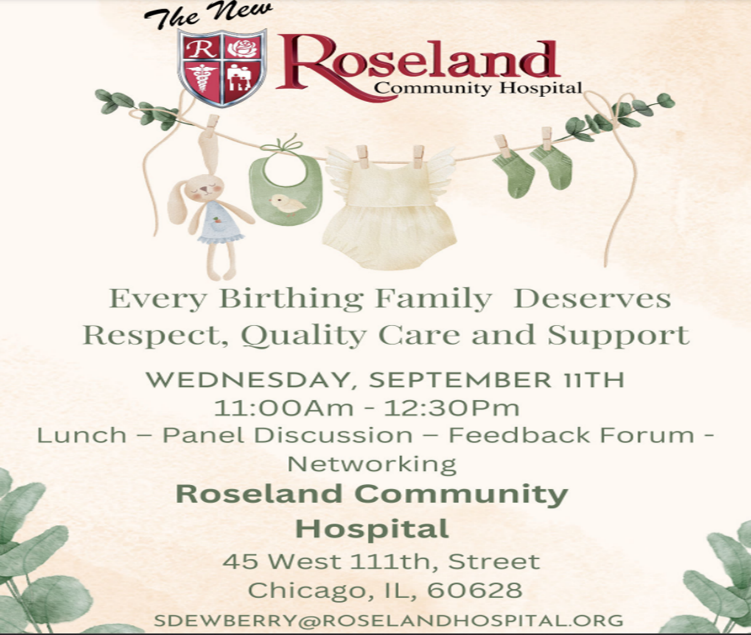 The New
R
Roseland
Community Hospital
Every Birthing Family Deserves
Respect, Quality Care and Support
WEDNESDAY, SEPTEMBER 11TH
11:00Am - 12:30Pm
Lunch – Panel Discussion – Feedback Forum -
Networking
Roseland Community
Hospital
45 West 111th, Street
Chicago, IL, 60628
SDEWBERRY@ROSELANDHOSPITAL.ORG